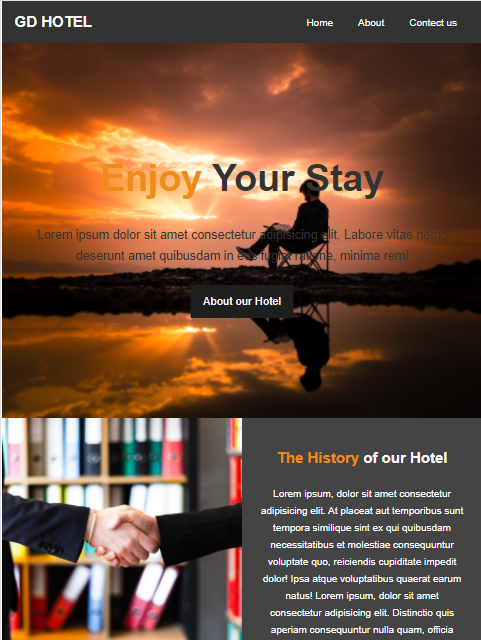 GD HOTEL
Home About Contact us
Enjoy Your Stay
Lorem ipsum dolor sit amet consectetur adipisicing elit. Labore vitae nemo
deserunt amet quibusdam in eos fugiat ratione, minima rem!
About our Hotel
The History of our Hotel
Lorem ipsum, dolor sit amet consectetur
adipisicing elit. At placeat aut temporibus sunt
tempora similique sint ex qui quibusdam
necessitatibus et molestiae consequuntur
voluptate quo, reiciendis cupiditate impedit
dolor! Ipsa atque voluptatibus quaerat earum
natus! Lorem ipsum, dolor sit amet
consectetur adipisicing elit. Distinctio quis
aperiam consequuntur nulla quam, officia